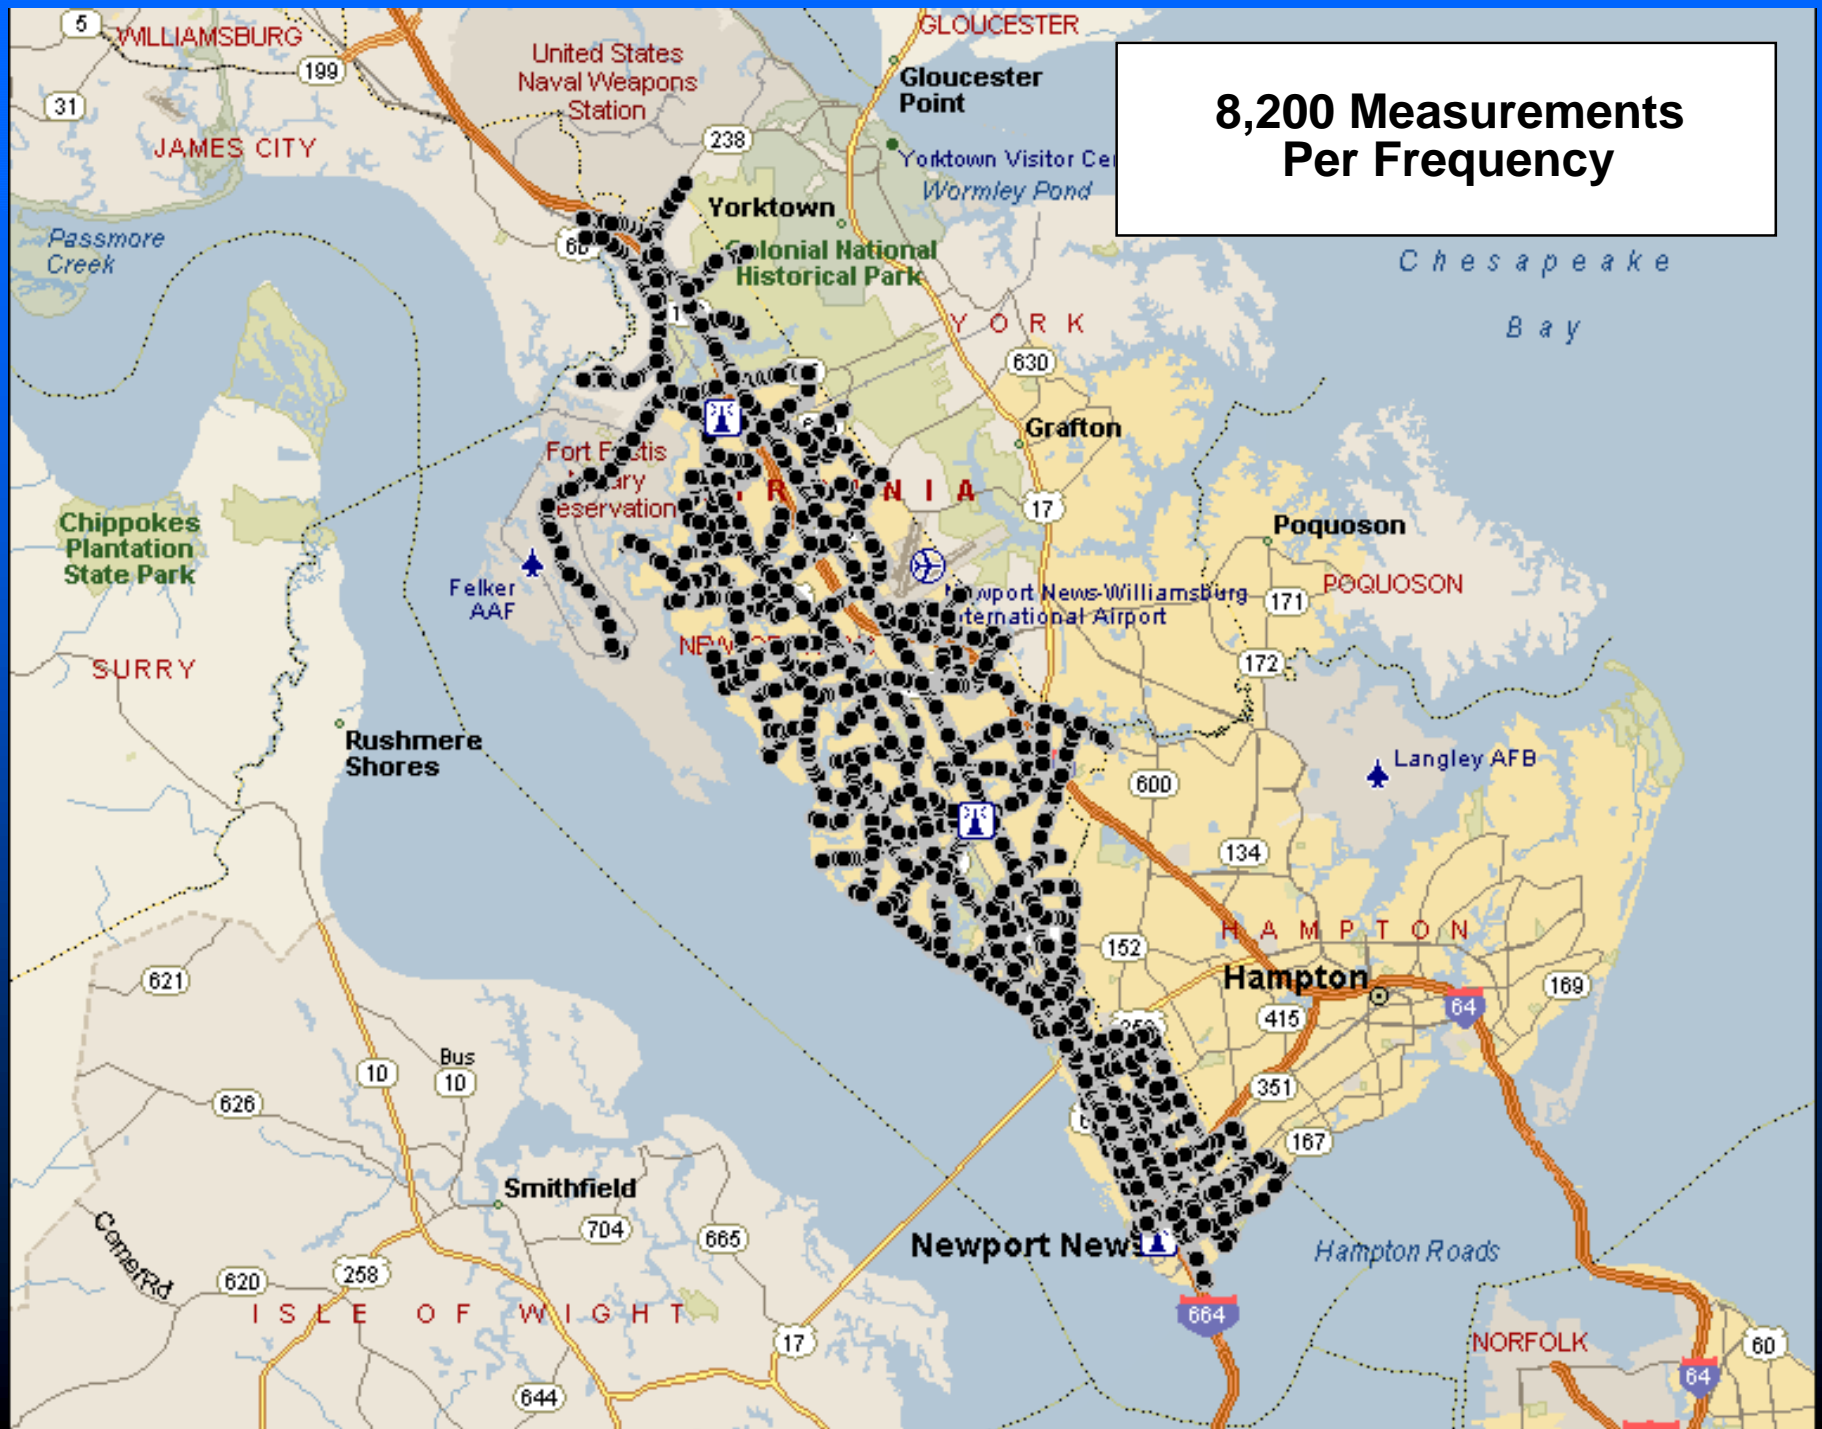 8,200 Measurements
Per Frequency
5
WILLIAMSBURG
199
31
JAMES CITY
United States
Naval Weapons
Station
238
GLOUCESTER
Gloucester
Point
Yorktown Visitor Cen
Wormley Pond
Yorktown
Colonial National
Historical Park
Passmore
Creek
Chesapeake
Bay
YORK
630
Grafton
17
Fort
Poquoson
POQUOSON
171
172
Chippokes
Plantation
State Park
Felker
AAF
Newport News-Williamsburg
International Airport
SURRY
Rushmere
Shores
Langley AFB
600
134
HAMPTON
152
Hampton
169
64
415
351
167
621
Bus
10
10
626
Smithfield
704
665
Comer Rd
620
258
ISLE OF WIGHT
Newport News
Hampton Roads
664
17
644
NORFOLK
60
64